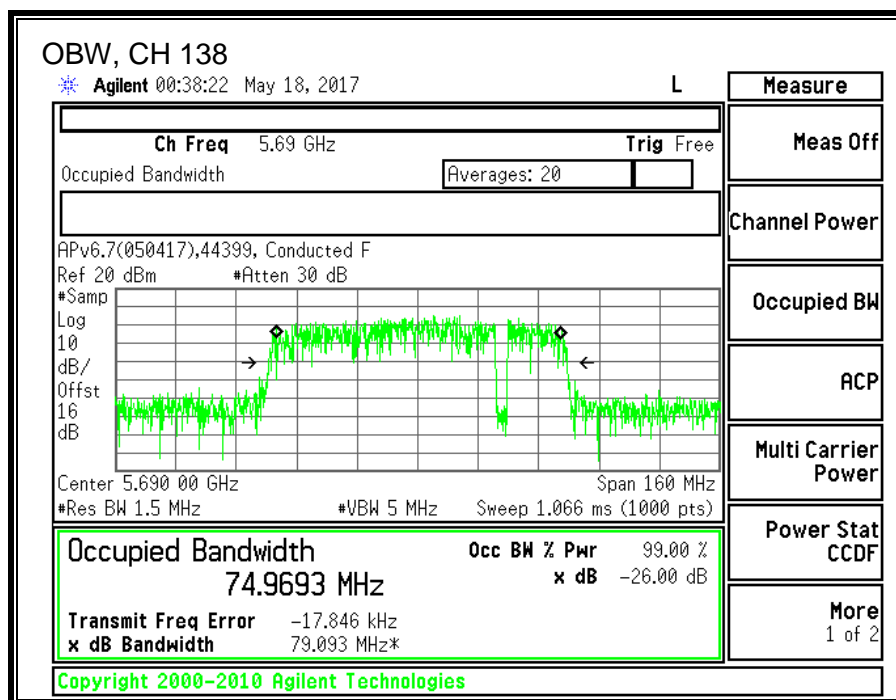 OBW, CH 138
Agilent 00:38:22 May 18, 2017 L
Measure
Ch Freq 5.69 GHz Trig Free
Meas Off
Occupied Bandwidth Averages: 20
Channel Power
APv6.7(050417),44399, Conducted F
Ref 20 dBm #Atten 30 dB
#Samp
Log
10
dB/
Offst
16
dB
Occupied BW
ACP
Center 5.690 00 GHz Span 160 MHz
#Res BW 1.5 MHz #VBW 5 MHz Sweep 1.066 ms (1000 pts)
Multi Carrier
Power
Occupied Bandwidth Occ BW % Pwr 99.00 %
74.9693 MHz x dB -26.00 dB
Power Stat
CCDF
Transmit Freq Error -17.846 kHz
x dB Bandwidth 79.093 MHz*
More
1 of 2
Copyright 2000-2010 Agilent Technologies